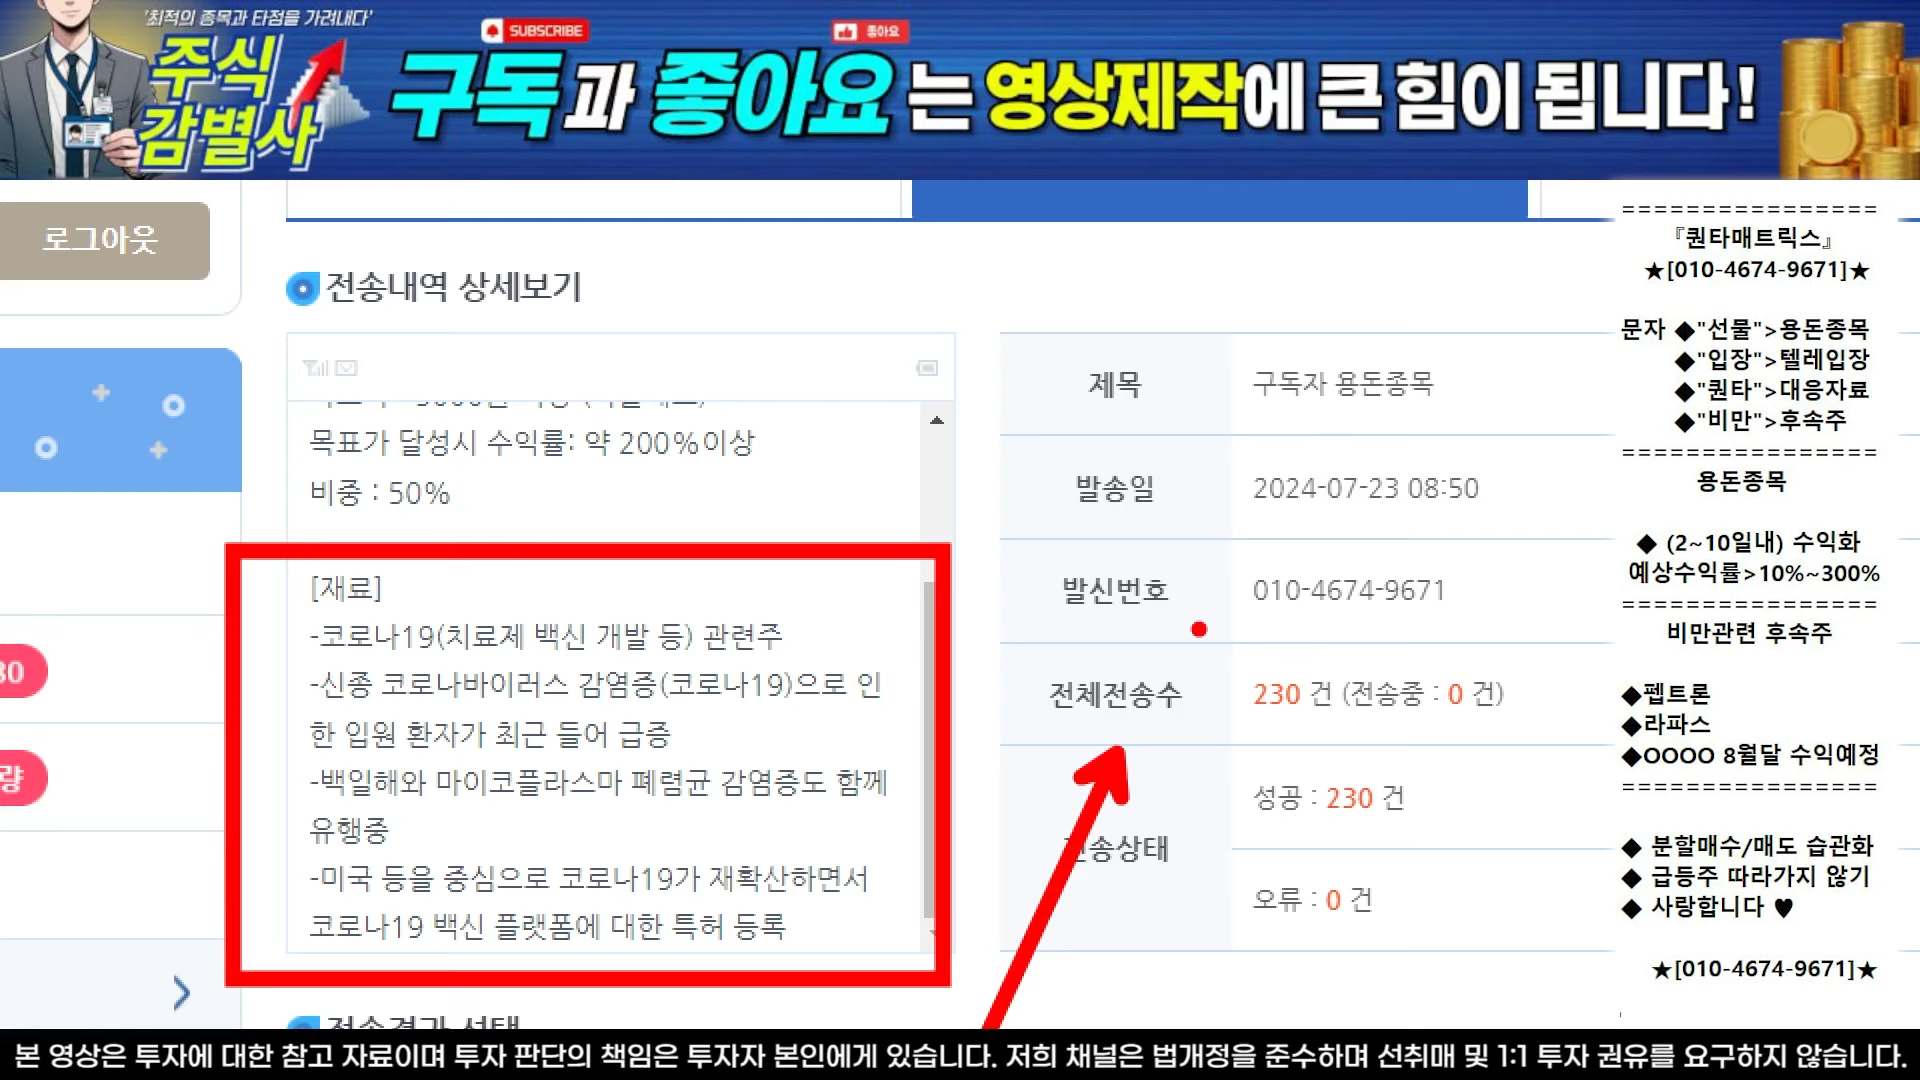 '최적의 종목과 타점을 가려내다'
주식
감별사
SUBSCRIBE
좋아요
구독과 좋아요는 영상제작에 큰 힘이 됩니다!
로그아웃
30
량
전송내역 상세보기
목표가 달성시 수익률: 약 200%이상
비중 : 50%
[재료]
-코로나19(치료제 백신 개발 등) 관련주
-신종 코로나바이러스 감염증(코로나19)으로 인
한 입원 환자가 최근 들어 급증
-백일해와 마이코플라스마 폐렴균 감염증도 함께
유행중
-미국 등을 중심으로 코로나19가 재확산하면서
코로나19 백신 플랫폼에 대한 특허 등록
제목 구독자 용돈종목
발송일 2024-07-23 08:50
발신번호 010-4674-9671
전체전송수 230 건 (전송중 : 0 건)
전송상태
성공 : 230 건
오류 : 0 건
전송결과 선택
================
『퀀타매트릭스』
★[010-4674-9671]★
문자 ◆"선물">용돈종목
◆"입장">텔레입장
◆"퀀타">대응자료
◆"비만">후속주
================
용돈종목
◆ (2~10일내) 수익화
예상수익률>10%~300%
================
비만관련 후속주
◆펩트론
◆라파스
◆OOOO 8월달 수익예정
================
◆ 분할매수/매도 습관화
◆ 급등주 따라가지 않기
◆ 사랑합니다 ♥
★[010-4674-9671]★
본 영상은 투자에 대한 참고 자료이며 투자 판단의 책임은 투자자 본인에게 있습니다. 저희 채널은 법개정을 준수하며 선취매 및 1:1 투자 권유를 요구하지 않습니다.